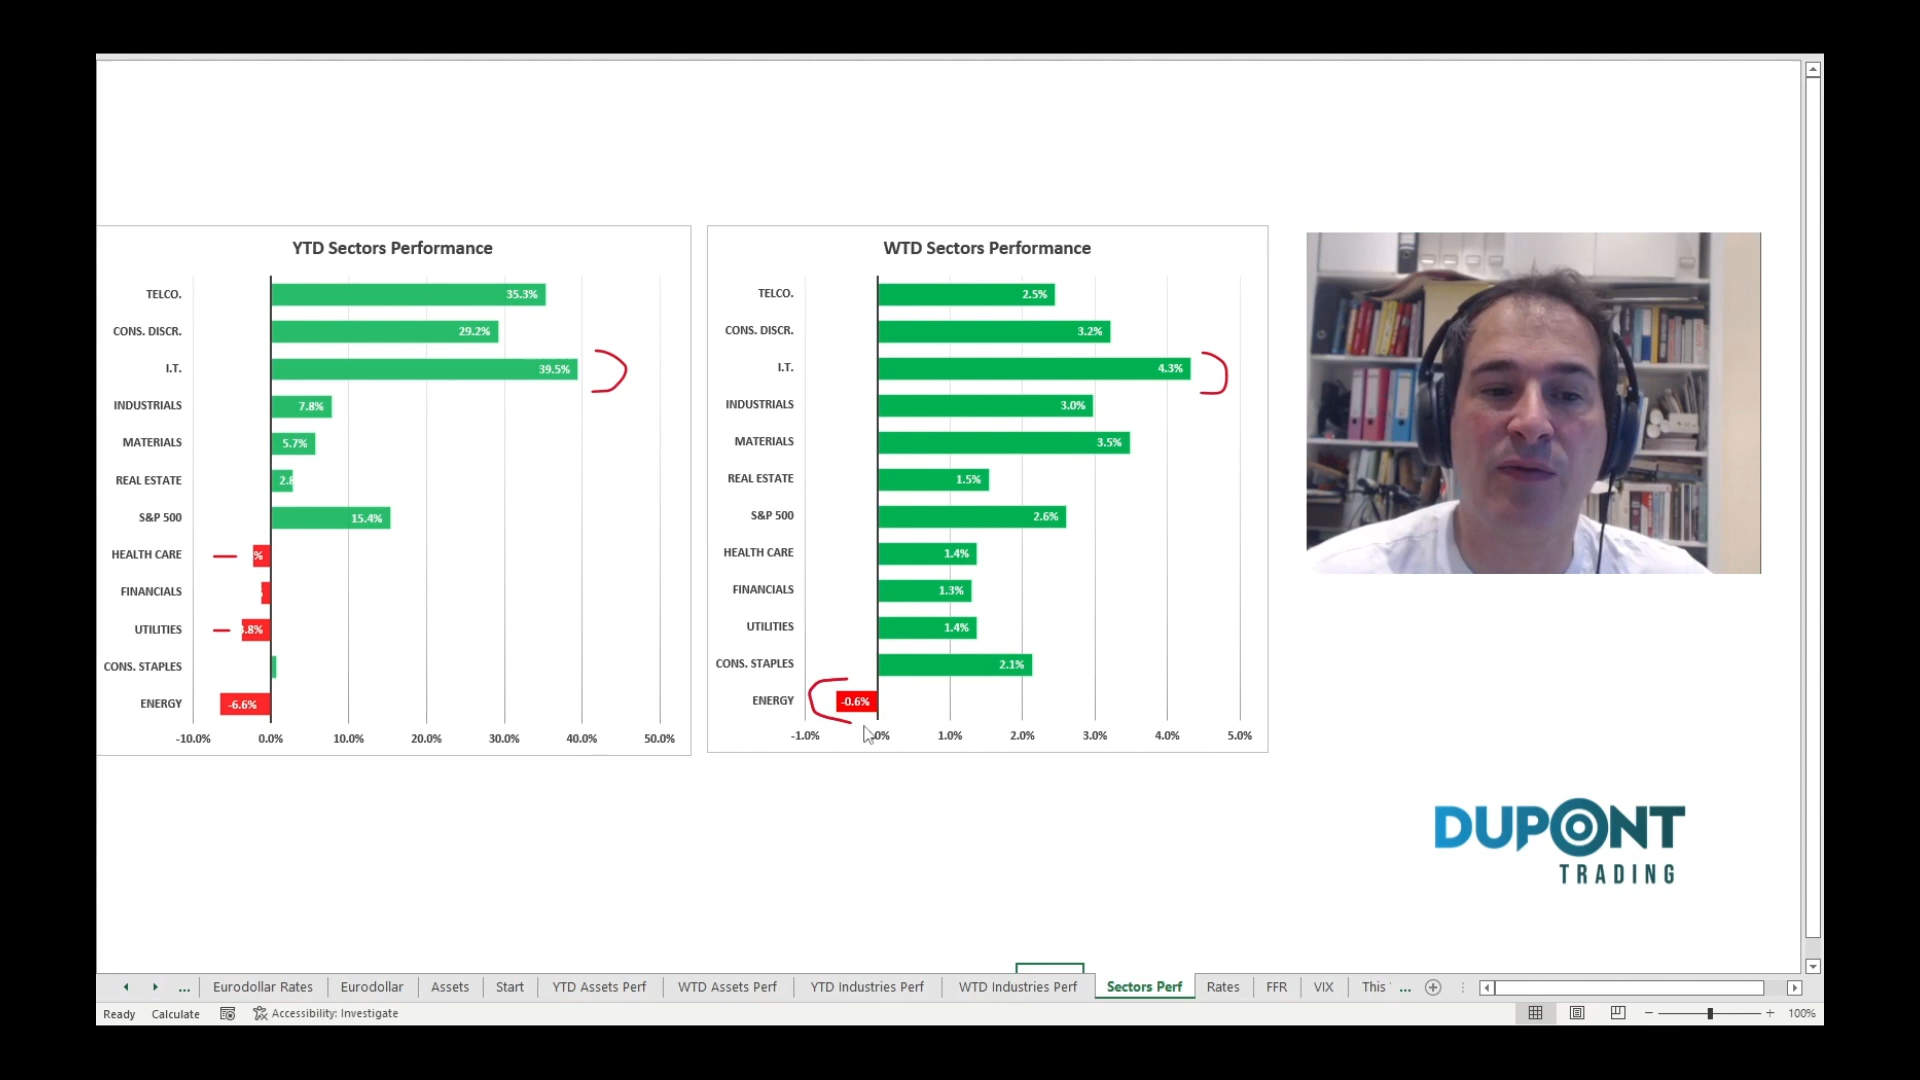 YTD Sectors Performance
TELCO. 35.3%
CONS. DISCR. 29.2%
I.T. 39.5%
INDUSTRIALS 7.8%
MATERIALS 5.7%
REAL ESTATE 2.8
S&P 500 15.4%
HEALTH CARE %
FINANCIALS
UTILITIES .8%
CONS. STAPLES
ENERGY -6.6%
-10.0% 0.0% 10.0% 20.0% 30.0% 40.0% 50.0%
WTD Sectors Performance
TELCO. 2.5%
CONS. DISCR. 3.2%
I.T. 4.3%
INDUSTRIALS 3.0%
MATERIALS 3.5%
REAL ESTATE 1.5%
S&P 500 2.6%
HEALTH CARE 1.4%
FINANCIALS 1.3%
UTILITIES 1.4%
CONS. STAPLES 2.1%
ENERGY -0.6%
-1.0% 0% 1.0% 2.0% 3.0% 4.0% 5.0%
DUPONT
TRADING
... Eurodollar Rates Eurodollar Assets Start YTD Assets Perf WTD Assets Perf YTD Industries Perf WTD Industries Perf Sectors Perf Rates FFR VIX This ...
Ready Calculate Accessibility: Investigate 100%